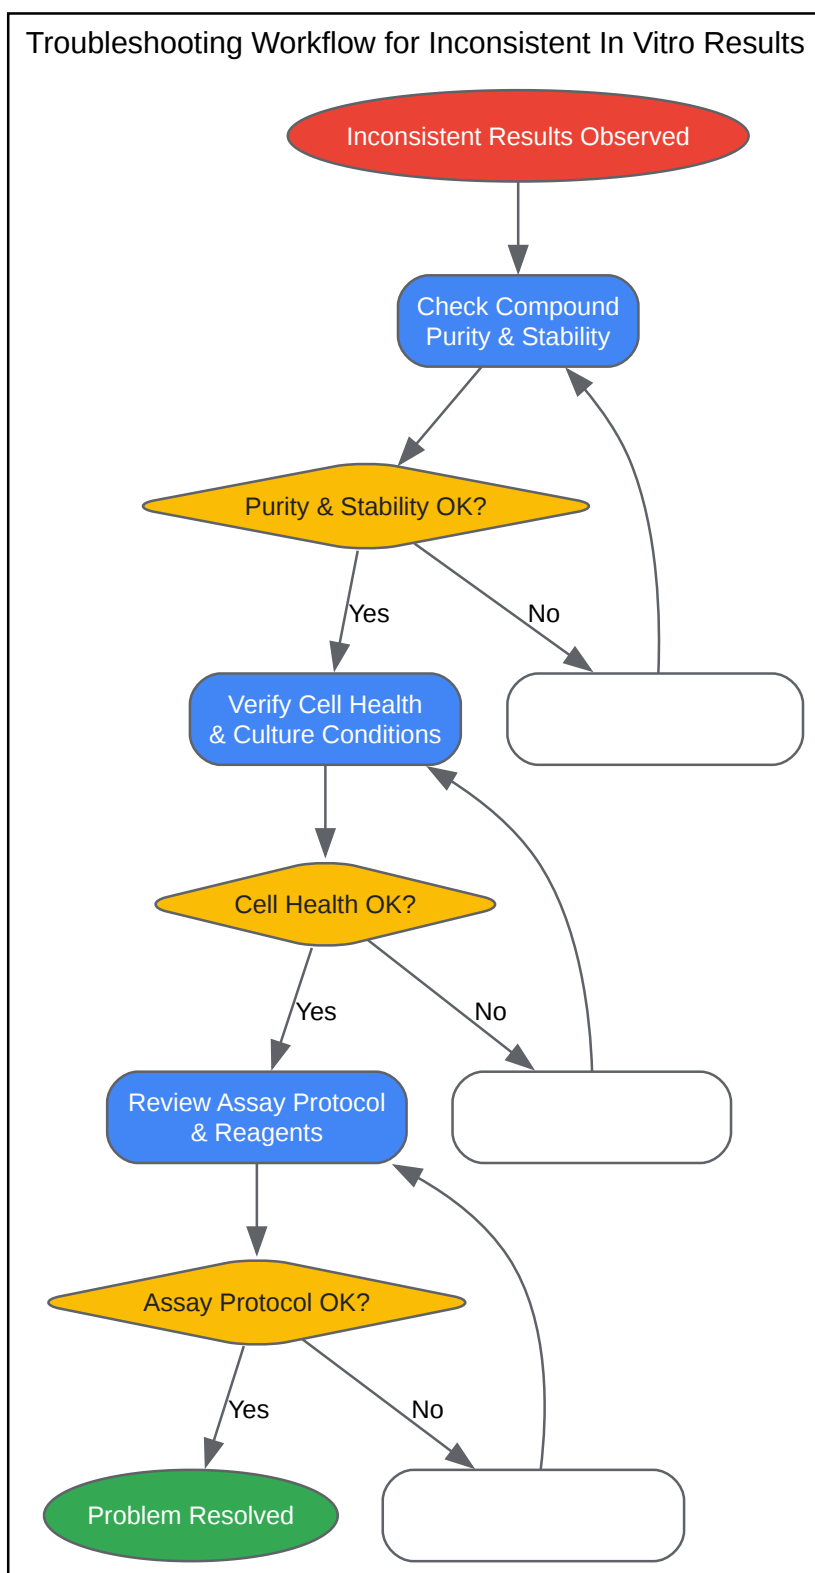 Troubleshooting Workflow for Inconsistent In Vitro Results
Inconsistent Results Observed
Check Compound
Purity & Stability
Purity & Stability OK?
Yes
No
Verify Cell Health
& Culture Conditions
Cell Health OK?
Yes
No
Review Assay Protocol
& Reagents
Assay Protocol OK?
Yes
No
Problem Resolved